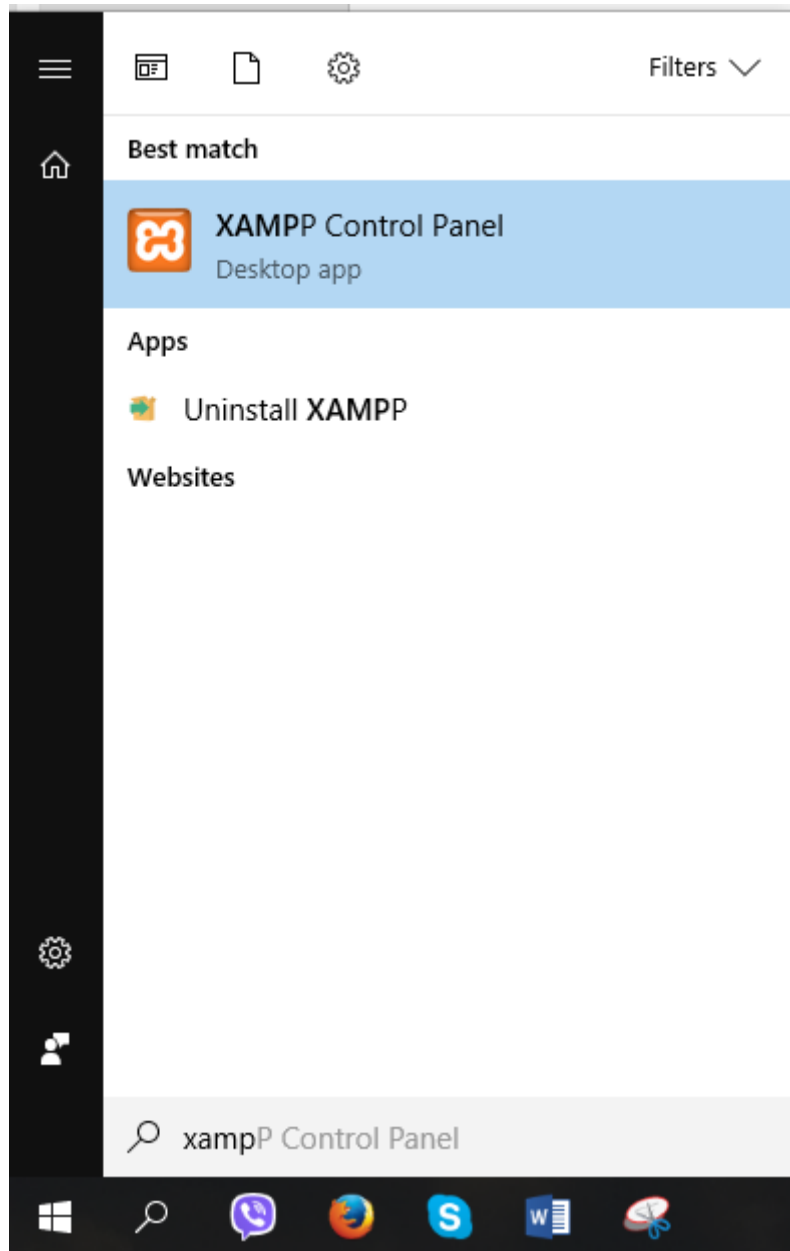 Filters
Best match
XAMPP Control Panel
Desktop app
Apps
Uninstall XAMPP
Websites
xampP Control Panel
S
W